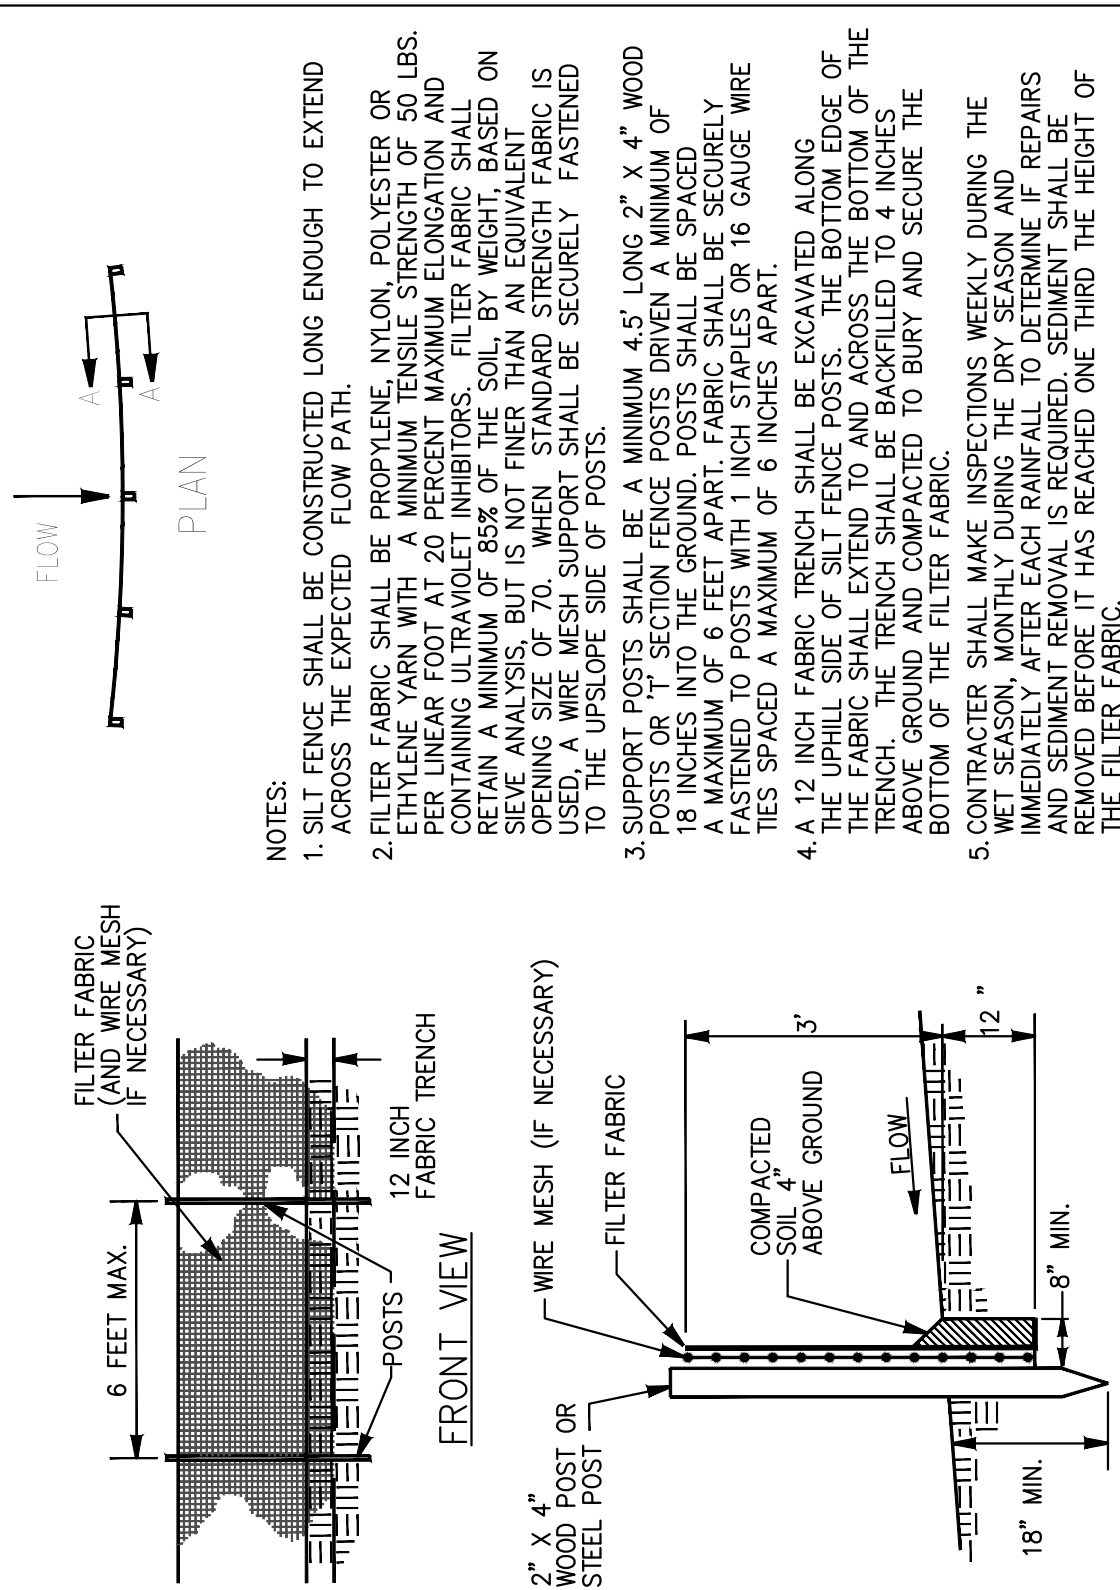 FILTER FABRIC
(AND WIRE MESH
IF NECESSARY)
6 FEET MAX.
12 INCH
FABRIC TRENCH
POSTS
FRONT VIEW
2" X 4"
WOOD POST OR
STEEL POST
WIRE MESH (IF NECESSARY)
FILTER FABRIC
COMPACTED
SOIL 4"
ABOVE GROUND
FLOW
3'
12 "
8" MIN.
18" MIN.
FLOW
A
A
PLAN
NOTES:
1. SILT FENCE SHALL BE CONSTRUCTED LONG ENOUGH TO EXTEND
ACROSS THE EXPECTED FLOW PATH.
2. FILTER FABRIC SHALL BE PROPYLENE, NYLON, POLYESTER OR
ETHYLENE YARN WITH A MINIMUM TENSILE STRENGTH OF 50 LBS.
PER LINEAR FOOT AT 20 PERCENT MAXIMUM ELONGATION AND
CONTAINING ULTRAVIOLET INHIBITORS. FILTER FABRIC SHALL
RETAIN A MINIMUM OF 85% OF THE SOIL, BY WEIGHT, BASED ON
SIEVE ANALYSIS, BUT IS NOT FINER THAN AN EQUIVALENT
OPENING SIZE OF 70. WHEN STANDARD STRENGTH FABRIC IS
USED, A WIRE MESH SUPPORT SHALL BE SECURELY FASTENED
TO THE UPSLOPE SIDE OF POSTS.
3. SUPPORT POSTS SHALL BE A MINIMUM 4.5' LONG 2" X 4" WOOD
POSTS OR 'T' SECTION FENCE POSTS DRIVEN A MINIMUM OF
18 INCHES INTO THE GROUND. POSTS SHALL BE SPACED
A MAXIMUM OF 6 FEET APART. FABRIC SHALL BE SECURELY
FASTENED TO POSTS WITH 1 INCH STAPLES OR 16 GAUGE WIRE
TIES SPACED A MAXIMUM OF 6 INCHES APART.
4. A 12 INCH FABRIC TRENCH SHALL BE EXCAVATED ALONG
THE UPHILL SIDE OF SILT FENCE POSTS. THE BOTTOM EDGE OF
THE FABRIC SHALL EXTEND TO AND ACROSS THE BOTTOM OF THE
TRENCH. THE TRENCH SHALL BE BACKFILLED TO 4 INCHES
ABOVE GROUND AND COMPACTED TO BURY AND SECURE THE
BOTTOM OF THE FILTER FABRIC.
5. CONTRACTER SHALL MAKE INSPECTIONS WEEKLY DURING THE
WET SEASON, MONTHLY DURING THE DRY SEASON AND
IMMEDIATELY AFTER EACH RAINFALL TO DETERMINE IF REPAIRS
AND SEDIMENT REMOVAL IS REQUIRED. SEDIMENT SHALL BE
REMOVED BEFORE IT HAS REACHED ONE THIRD THE HEIGHT OF
THE FILTER FABRIC.